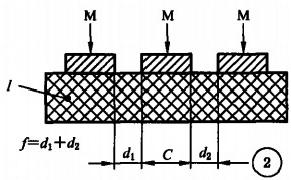 M M M
l
f=d₁+d₂
d₁ C d₂
2